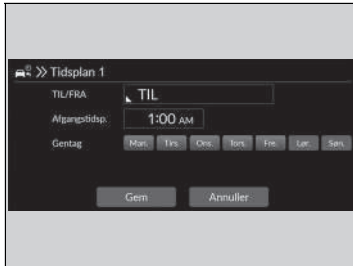 Tidsplan 1
TIL/FRA TIL
Afgangstidsp. 1:00 AM
Gentag Man. Tirs. Ons. Tors. Fre. Lør. Søn.
Gem Annuller